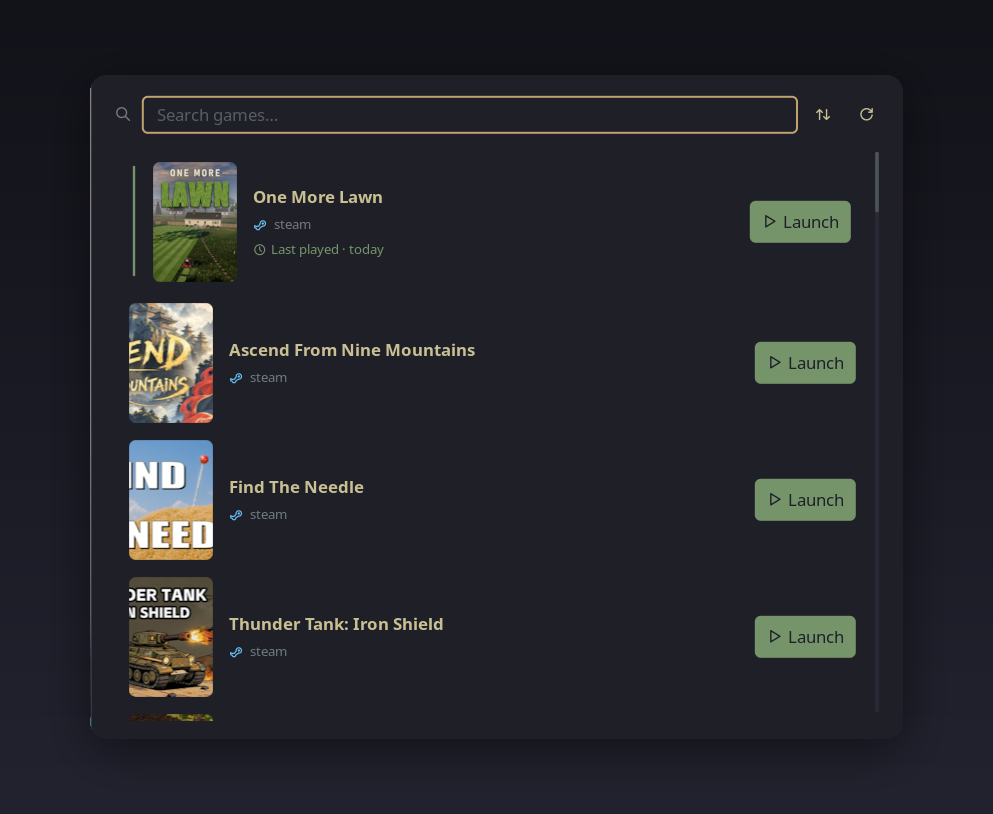 Search games...
ONE MORE
LAWN
One More Lawn
steam
Last played · today
Launch
END
UNTAINS
Ascend From Nine Mountains
steam
Launch
IND
NEED
Find The Needle
steam
Launch
DER TANK
N SHIELD
Thunder Tank: Iron Shield
steam
Launch